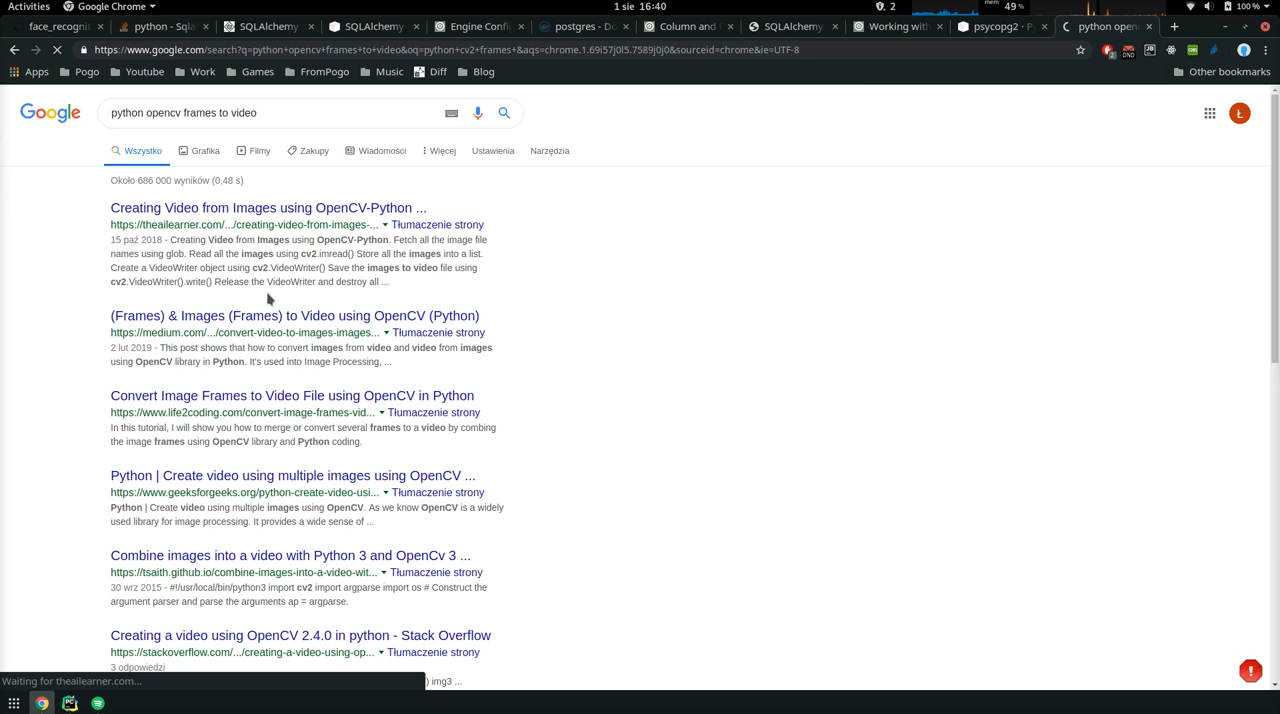 Activities
Google Chrome
1 sie 16:40
2
mem
49 %
100 %
face_recognit
python - Sqla
SQLAlchemy
SQLAlchemy
Engine Config
postgres - Do
Column and
SQLAlchemy
Working with
psycopg2 - Py
python openc
https://www.google.com/search?q=python+opencv+frames+to+video&oq=python+cv2+frames+&aqs=chrome.1.69i57j0l5.7589j0j0&sourceid=chrome&ie=UTF-8
Apps
Pogo
Youtube
Work
Games
FromPogo
Music
Diff
Blog
Other bookmarks
Google
python opencv frames to video
Ł
Wszystko
Grafika
Filmy
Zakupy
Wiadomości
Więcej
Ustawienia
Narzędzia
Około 686 000 wyników (0,48 s)
Creating Video from Images using OpenCV-Python ...
https://theailearner.com/.../creating-video-from-images-... Tłumaczenie strony
15 paź 2018 - Creating Video from Images using OpenCV-Python. Fetch all the image file
names using glob. Read all the images using cv2.imread() Store all the images into a list.
Create a VideoWriter object using cv2.VideoWriter() Save the images to video file using
cv2.VideoWriter().write() Release the VideoWriter and destroy all ...
(Frames) & Images (Frames) to Video using OpenCV (Python)
https://medium.com/.../convert-video-to-images-images... Tłumaczenie strony
2 lut 2019 - This post shows that how to convert images from video and video from images
using OpenCV library in Python. It's used into Image Processing, ...
Convert Image Frames to Video File using OpenCV in Python
https://www.life2coding.com/convert-image-frames-vid... Tłumaczenie strony
In this tutorial, I will show you how to merge or convert several frames to a video by combing
the image frames using OpenCV library and Python coding.
Python | Create video using multiple images using OpenCV ...
https://www.geeksforgeeks.org/python-create-video-usi... Tłumaczenie strony
Python | Create video using multiple images using OpenCV. As we know OpenCV is a widely
used library for image processing. It provides a wide sense of ...
Combine images into a video with Python 3 and OpenCv 3 ...
https://tsaith.github.io/combine-images-into-a-video-wit... Tłumaczenie strony
30 wrz 2015 - #!/usr/local/bin/python3 import cv2 import argparse import os # Construct the
argument parser and parse the arguments ap = argparse.
Creating a video using OpenCV 2.4.0 in python - Stack Overflow
https://stackoverflow.com/.../creating-a-video-using-op... Tłumaczenie strony
3 odpowiedzi
) img3 ...
Waiting for theailearner.com...